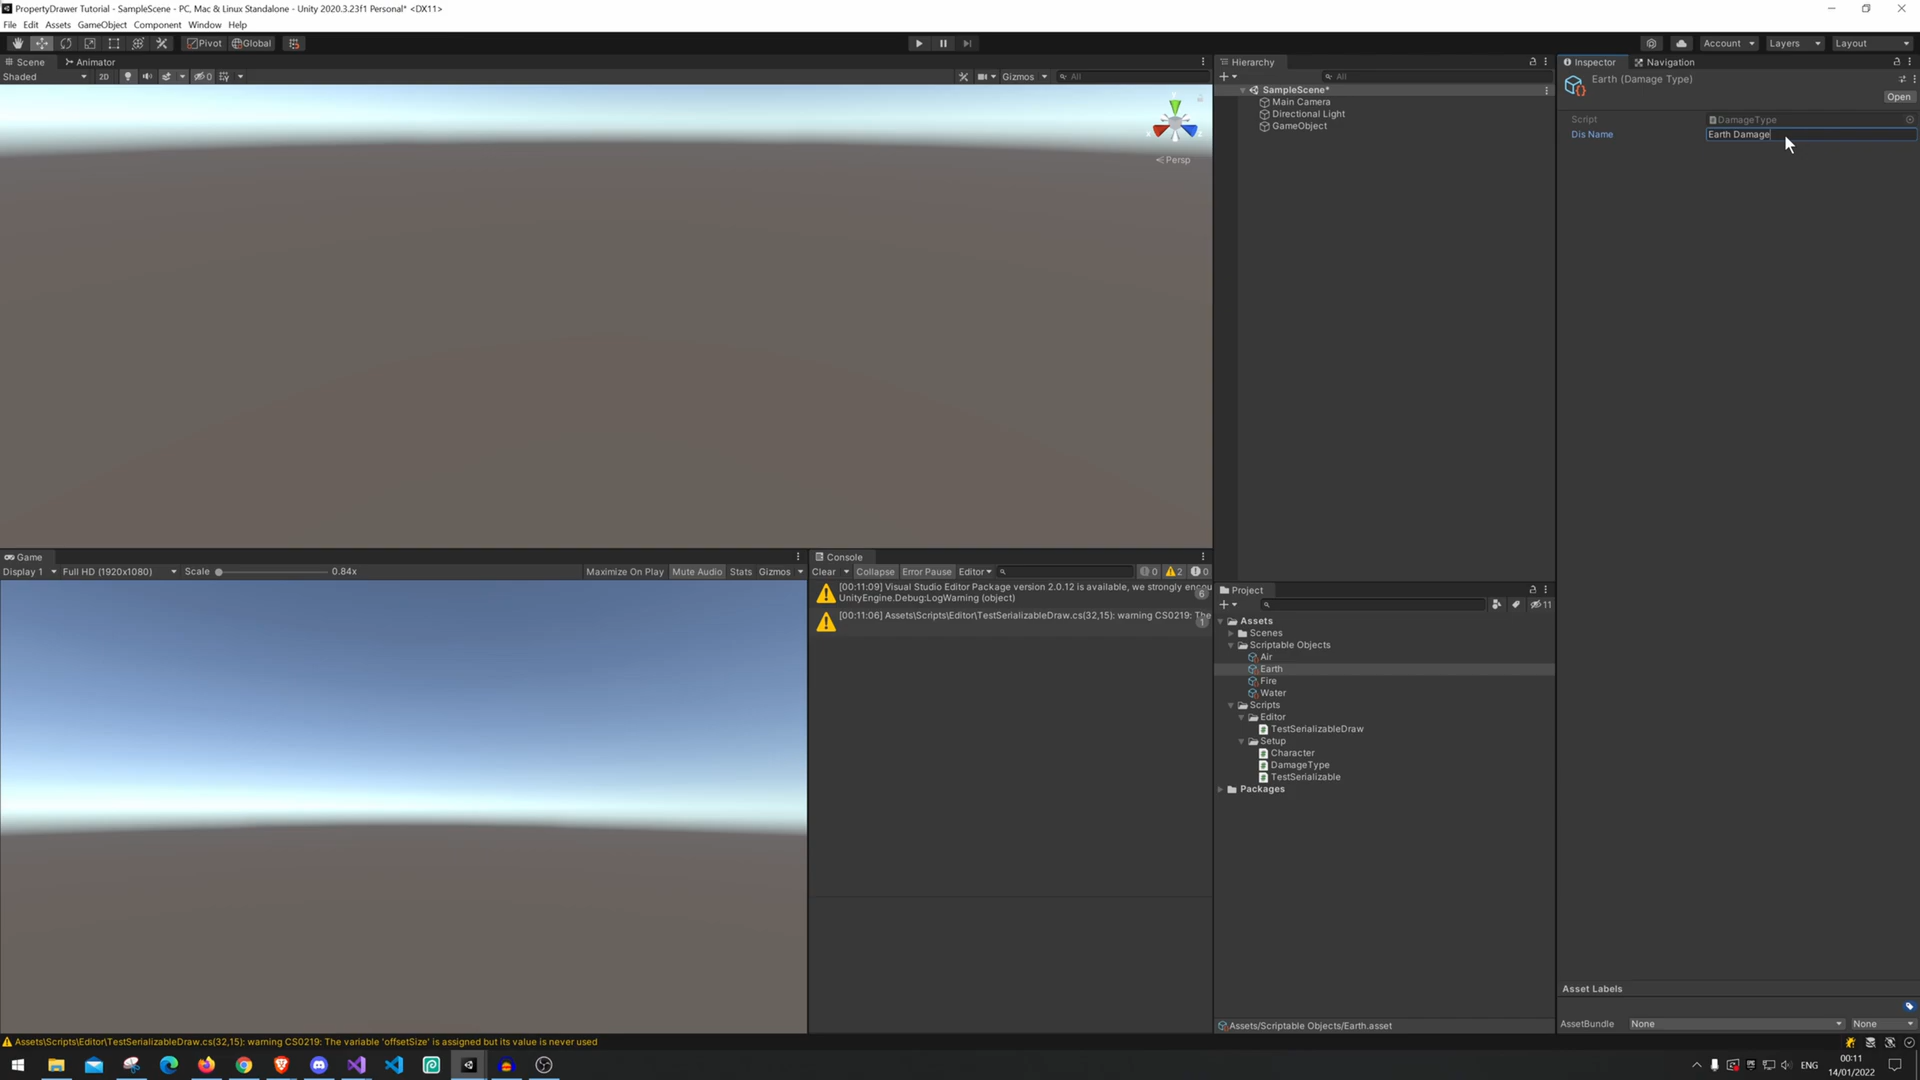 PropertyDrawer Tutorial - SampleScene - PC, Mac & Linux Standalone - Unity 2020.3.23f1 Personal* <DX11>
File Edit Assets GameObject Component Window Help
Pivot Global Account Layers Layout
Scene Animator
Shaded 2D 0 Gizmos All
Persp
Hierarchy
All
SampleScene*
Main Camera
Directional Light
GameObject
Inspector Navigation
Earth (Damage Type)
Open
Script DamageType
Dis Name Earth Damage
Game
Display 1 Full HD (1920x1080) Scale 0.84x Maximize On Play Mute Audio Stats Gizmos
Console
Clear Collapse Error Pause Editor 0 2 0
[00:11:09] Visual Studio Editor Package version 2.0.12 is available, we strongly encou
UnityEngine.Debug:LogWarning (object)
6
[00:11:06] Assets\Scripts\Editor\TestSerializableDraw.cs(32,15): warning CS0219: The
1
Project
11
Assets
Scenes
Scriptable Objects
Air
Earth
Fire
Water
Scripts
Editor
TestSerializableDraw
Setup
Character
DamageType
TestSerializable
Packages
Assets/Scriptable Objects/Earth.asset
Asset Labels
AssetBundle None None
Assets\Scripts\Editor\TestSerializableDraw.cs(32,15): warning CS0219: The variable 'offsetSize' is assigned but its value is never used
ENG
00:11
14/01/2022